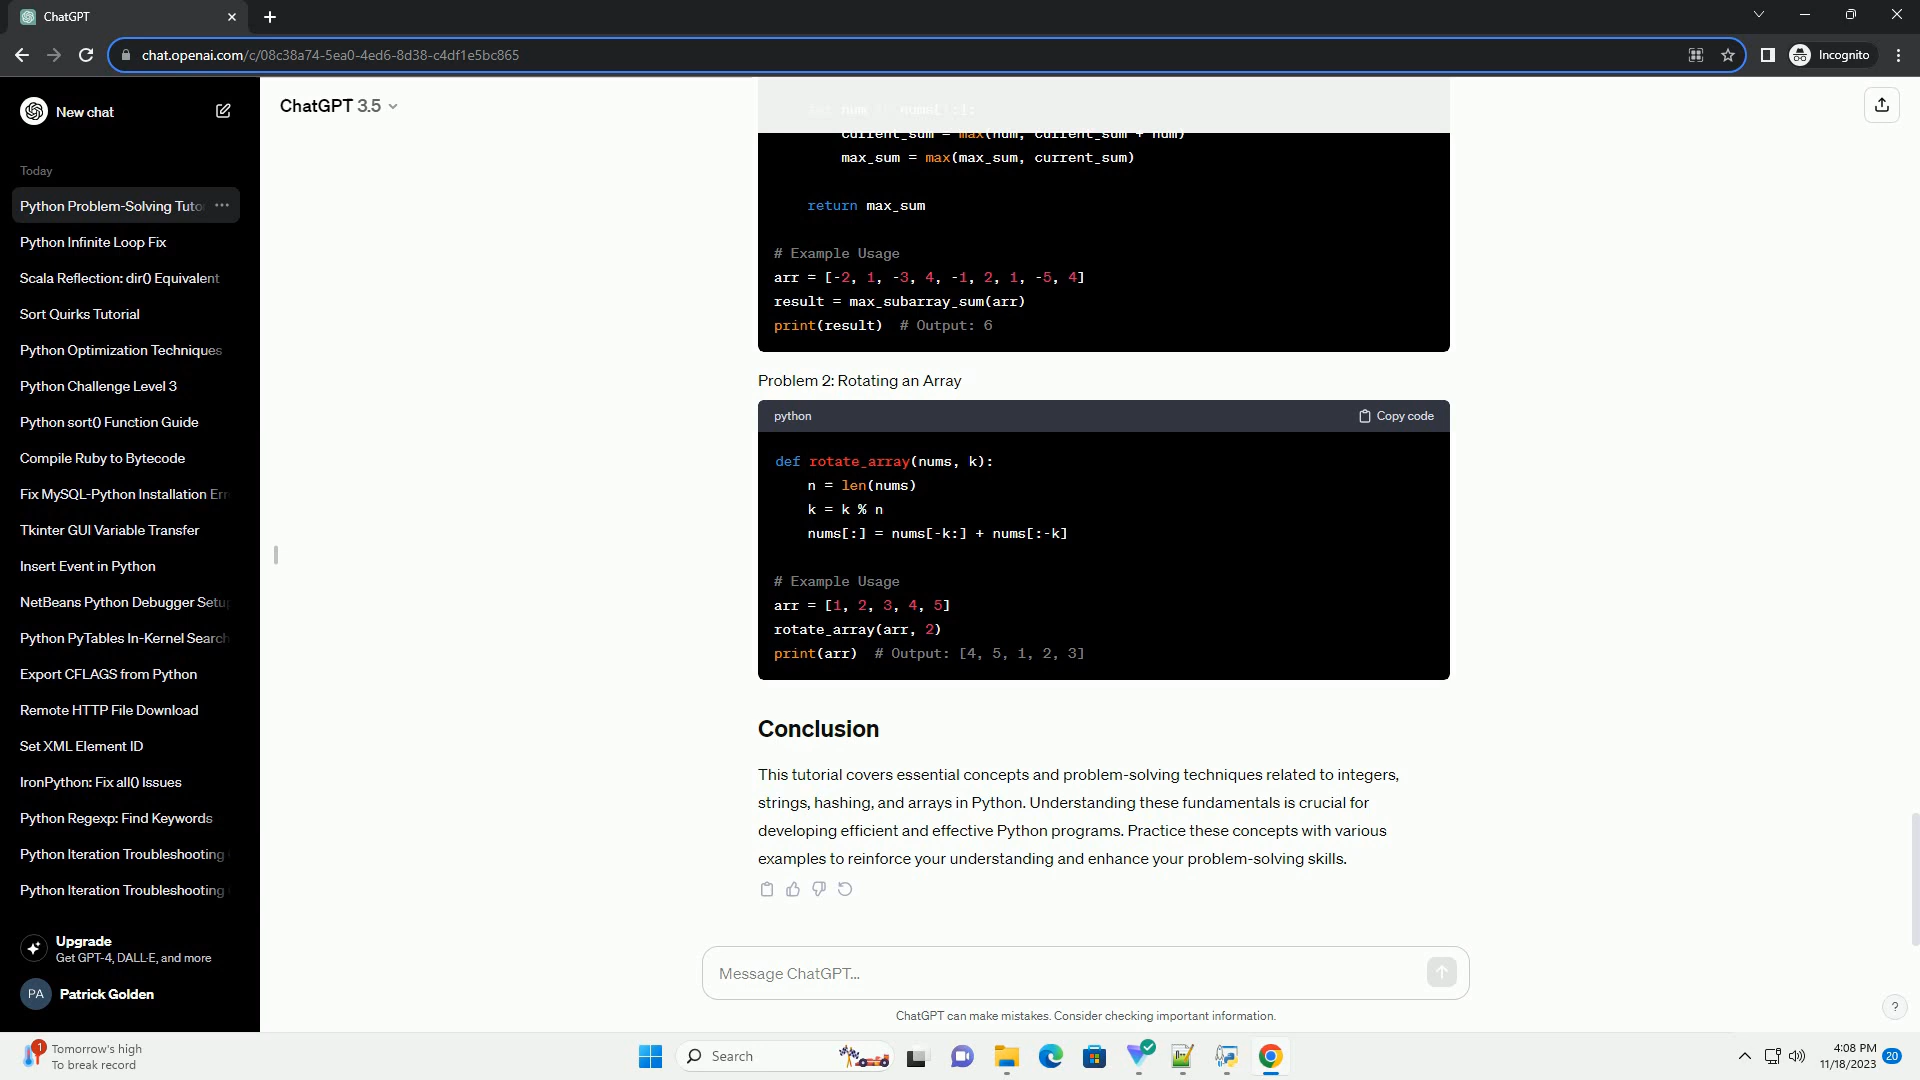 ChatGPT
chat.openai.com/c/08c38a74-5ea0-4ed6-8d38-c4df1e5bc865
Incognito
New chat
Today
Python Problem-Solving Tuto
Python Infinite Loop Fix
Scala Reflection: dir() Equivalent
Sort Quirks Tutorial
Python Optimization Techniques
Python Challenge Level 3
Python sort() Function Guide
Compile Ruby to Bytecode
Fix MySQL-Python Installation Err
Tkinter GUI Variable Transfer
Insert Event in Python
NetBeans Python Debugger Setup
Python PyTables In-Kernel Search
Export CFLAGS from Python
Remote HTTP File Download
Set XML Element ID
IronPython: Fix all() Issues
Python Regexp: Find Keywords
Python Iteration Troubleshooting
Python Iteration Troubleshooting
Upgrade
Get GPT-4, DALL·E, and more
PA
Patrick Golden
ChatGPT 3.5
current_sum = max(num, current_sum + num)
max_sum = max(max_sum, current_sum)
return max_sum
# Example Usage
arr = [-2, 1, -3, 4, -1, 2, 1, -5, 4]
result = max_subarray_sum(arr)
print(result)  # Output: 6
Problem 2: Rotating an Array
python
Copy code
def rotate_array(nums, k):
n = len(nums)
k = k % n
nums[:] = nums[-k:] + nums[:-k]
# Example Usage
arr = [1, 2, 3, 4, 5]
rotate_array(arr, 2)
print(arr)  # Output: [4, 5, 1, 2, 3]
Conclusion
This tutorial covers essential concepts and problem-solving techniques related to integers,
strings, hashing, and arrays in Python. Understanding these fundamentals is crucial for
developing efficient and effective Python programs. Practice these concepts with various
examples to reinforce your understanding and enhance your problem-solving skills.
Message ChatGPT...
ChatGPT can make mistakes. Consider checking important information.
?
1
Tomorrow's high
To break record
Search
4:08 PM
11/18/2023
20